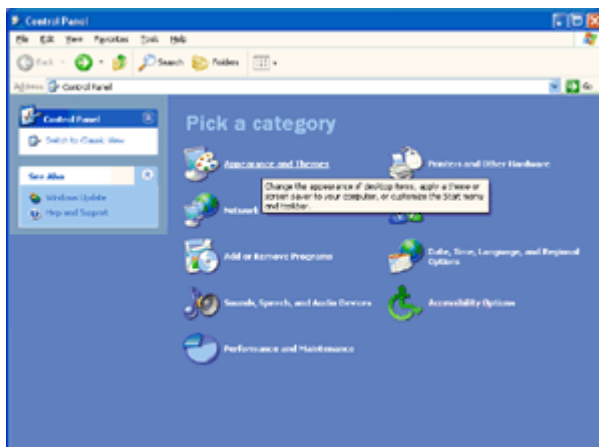 Control Panel
File Edit View Favorites Tools Help
Back Search Folders
Address Control Panel Go
Control Panel
Switch to Classic View
See Also
Windows Update
Help and Support
Pick a category
Appearance and Themes
Printers and Other Hardware
Change the appearance of desktop items, apply a theme or
screen saver to your computer, or customize the Start menu
and taskbar.
Network
Add or Remove Programs
Date, Time, Language, and Regional
Options
Sounds, Speech, and Audio Devices
Accessibility Options
Performance and Maintenance